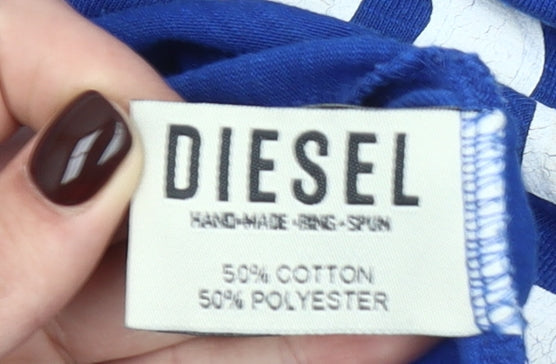 DIESEL
HAND-MADE-RING-SPUN
50% COTTON
50% POLYESTER